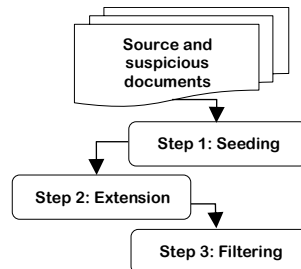 Source and
suspicious
documents
Step 1: Seeding
Step 2: Extension
Step 3: Filtering